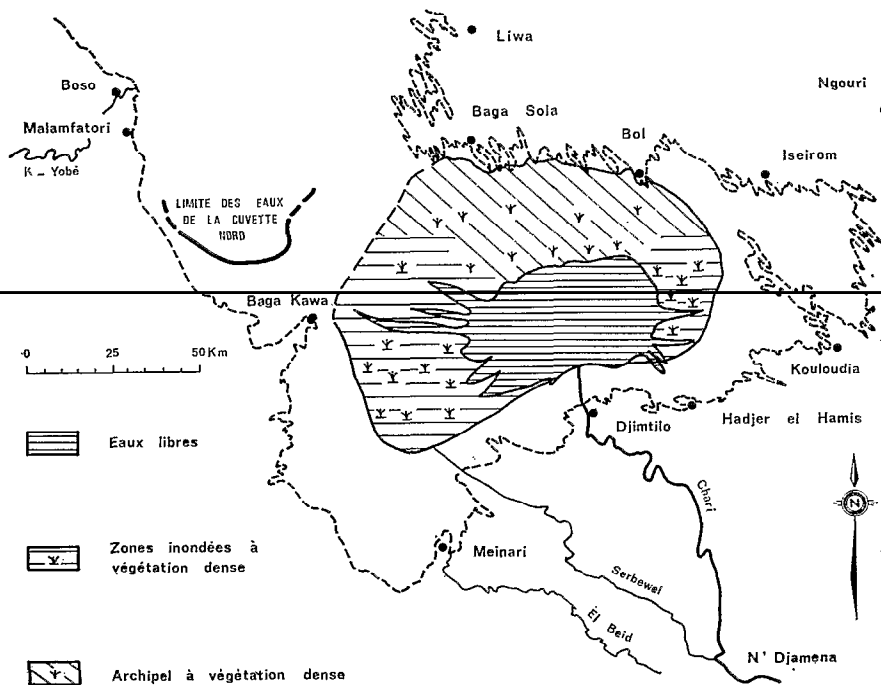 Liwa
Boso
Ngouri
Baga Sola
Malamfatori
Bol
Iseirom
K - Yobé
LIMITE DES EAUX
DE LA CUVETTE
NORD
Baga Kawa
0 25 50 Km
Kouloudia
Djimtilo
Hadjer el Hamis
Eaux libres
Chari
N
Zones inondées à
végétation dense
Meinari
Serbewel
El Beid
N' Djamena
Archipel à végétation dense